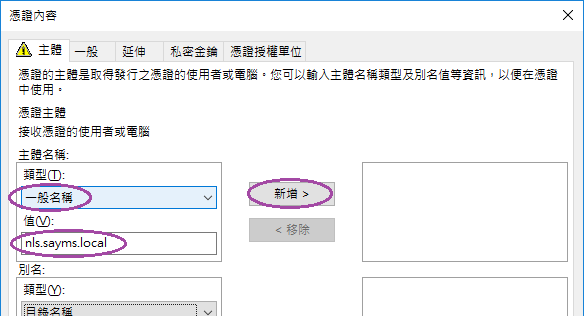 憑證內容
主體 一般 延伸 私密金鑰 憑證授權單位
憑證的主體是取得發行之憑證的使用者或電腦。您可以輸入主體名稱類型及別名值等資訊，以便在憑證
中使用。
憑證主體
接收憑證的使用者或電腦
主體名稱:
類型(T):
一般名稱
新增 >
值(V):
< 移除
nls.sayms.local
別名:
類型(Y):
目錄名稱